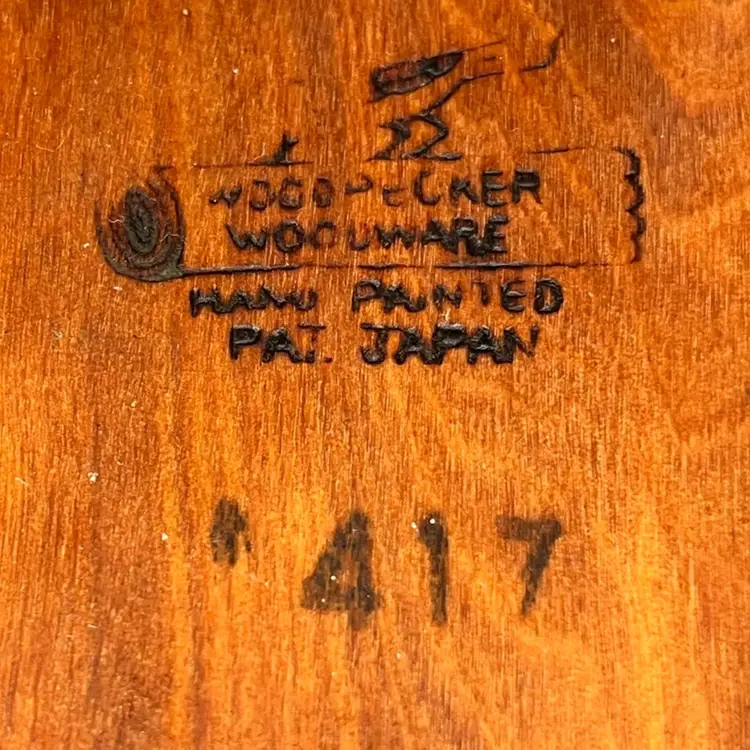 WOODPECKER
WOODWARE
HAND PAINTED
PAT. JAPAN
417